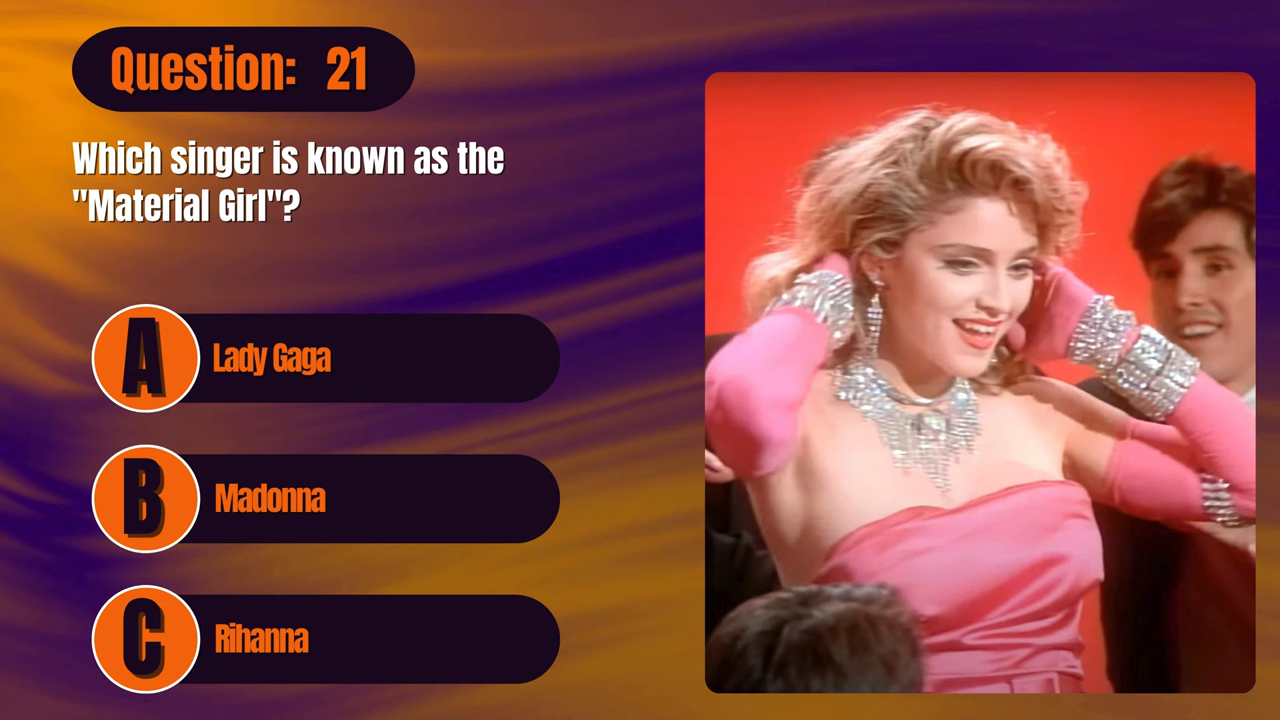 Question: 21
Which singer is known as the
"Material Girl"?
A
Lady Gaga
B
Madonna
C
Rihanna